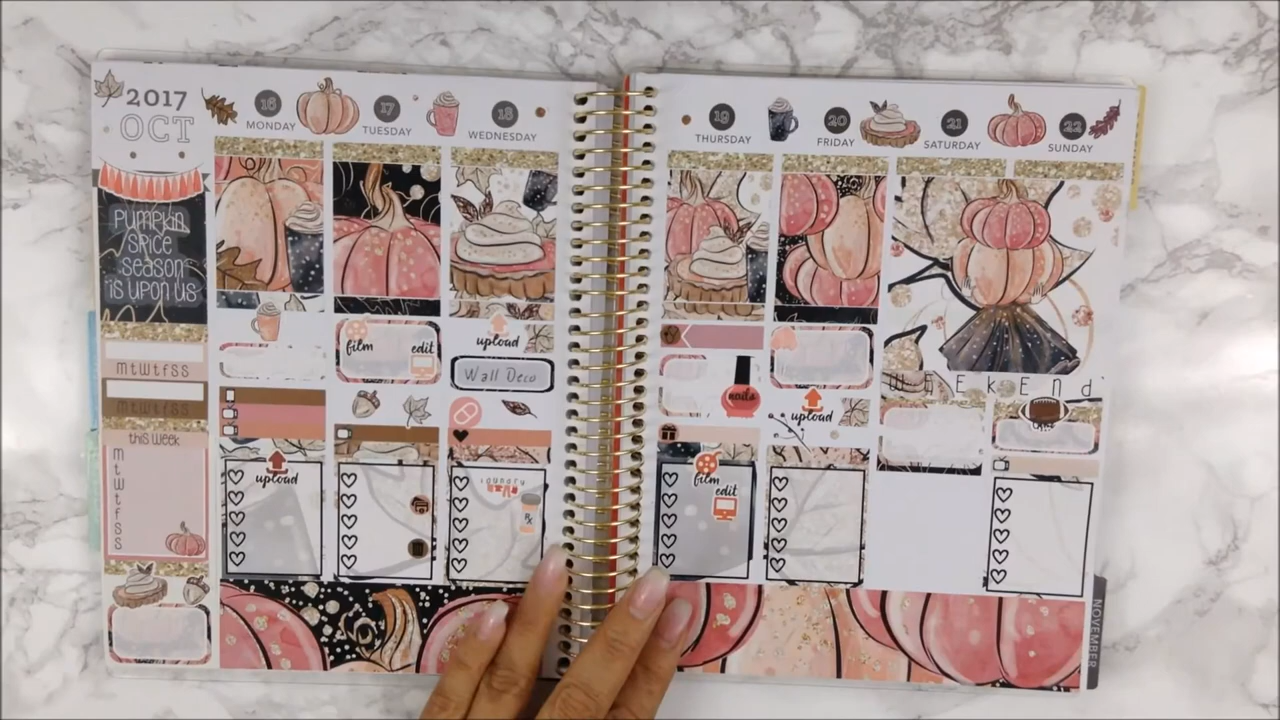 2017
OCT
16
MONDAY
17
TUESDAY
18
WEDNESDAY
19
THURSDAY
20
FRIDAY
21
SATURDAY
22
SUNDAY
PUMPKIN
SPICE
SEASON
IS UPON US
mtwtfss
mtwtfss
this week
m
t
w
t
f
s
s
upload
film
edit
upload
Wall Deco
laundry
Rx
nails
film
edit
upload
WEEKEND
NOVEMBER